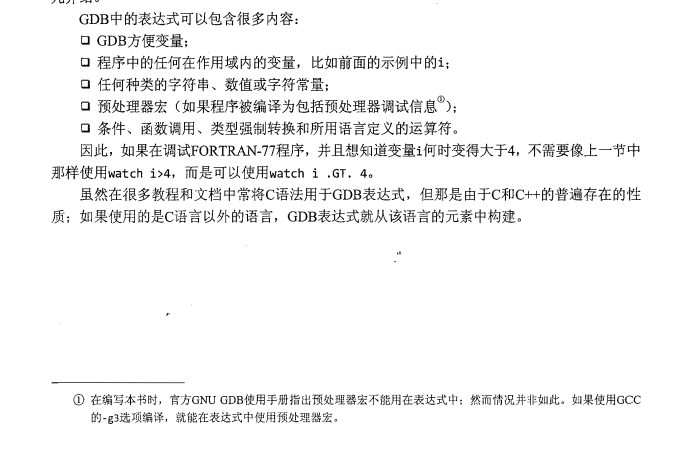 GDB中的表达式可以包含很多内容：
❑ GDB方便变量；
❑ 程序中的任何在作用域内的变量，比如前面的示例中的i；
❑ 任何种类的字符串、数值或字符常量；
❑ 预处理器宏（如果程序被编译为包括预处理器调试信息①）；
❑ 条件、函数调用、类型强制转换和所用语言定义的运算符。
因此，如果在调试FORTRAN-77程序，并且想知道变量i何时变得大于4，不需要像上一节中
那样使用watch i>4，而是可以使用watch i .GT. 4。
虽然在很多教程和文档中常将C语法用于GDB表达式，但那是由于C和C++的普遍存在的性
质；如果使用的是C语言以外的语言，GDB表达式就从该语言的元素中构建。
① 在编写本书时，官方GNU GDB使用手册指出预处理器宏不能用在表达式中；然而情况并非如此。如果使用GCC
的-g3选项编译，就能在表达式中使用预处理器宏。